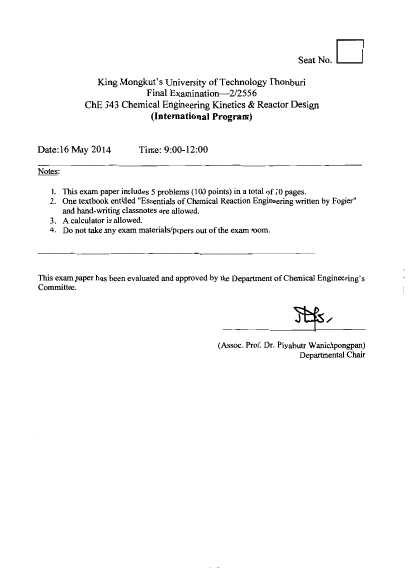 Seat No.
King Mongkut's University of Technology Thonburi
Final Examination—2/2556
ChE 343 Chemical Engineering Kinetics & Reactor Design
(International Program)
Date:16 May 2014 Time: 9:00-12:00
Notes:
1. This exam paper includes 5 problems (100 points) in a total of 10 pages.
2. One textbook entitled "Essentials of Chemical Reaction Engineering written by Fogler"
and hand-writing classnotes are allowed.
3. A calculator is allowed.
4. Do not take any exam materials/papers out of the exam room.
This exam paper has been evaluated and approved by the Department of Chemical Engineering's
Committee.
(Assoc. Prof. Dr. Piyabutr Wanichpongpan)
Departmental Chair